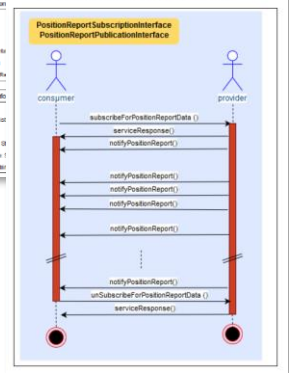 PositionReportSubscriptionInterface
PositionReportPublicationInterface
consumer
provider
subscribeForPositionReportData ()
serviceResponse()
notifyPositionReport()
notifyPositionReport()
notifyPositionReport()
notifyPositionReport()
notifyPositionReport()
notifyPositionReport()
unSubscribeForPositionReportData ()
serviceResponse()